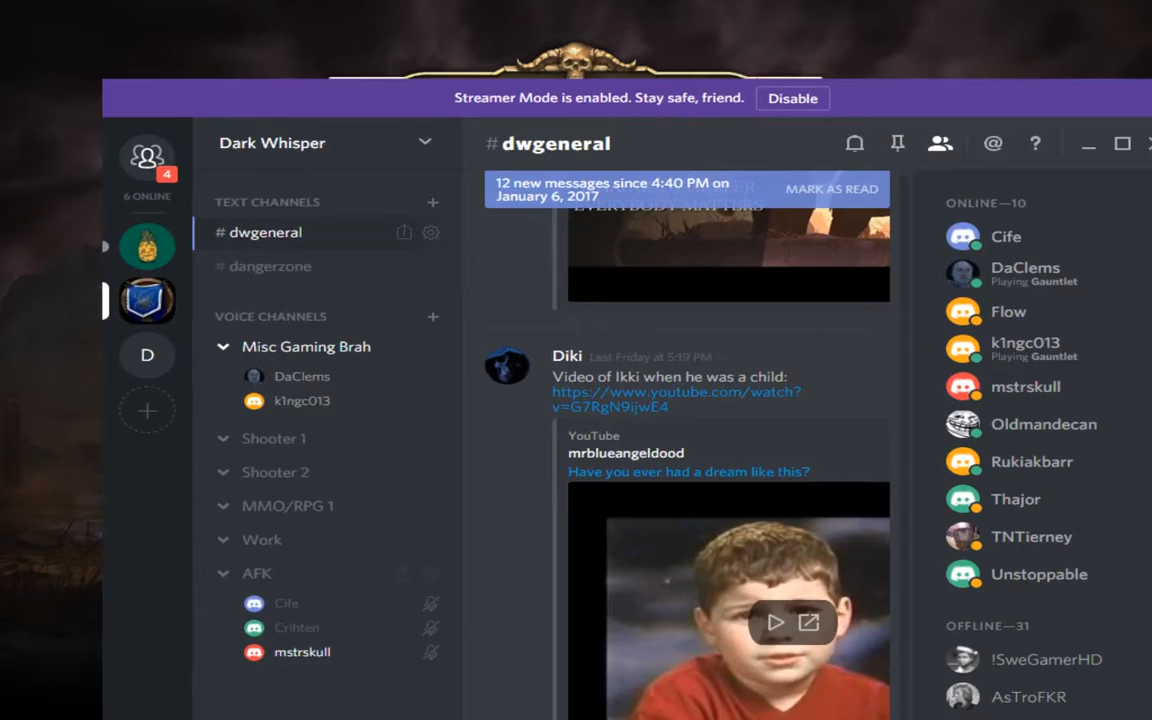 Streamer Mode is enabled. Stay safe, friend.
Disable
4
6 ONLINE
D
Dark Whisper
TEXT CHANNELS
# dwgeneral
# dangerzone
VOICE CHANNELS
Misc Gaming Brah
DaClems
k1ngc013
Shooter 1
Shooter 2
MMO/RPG 1
Work
AFK
Cife
Crihten
mstrskull
# dwgeneral
12 new messages since 4:40 PM on
January 6, 2017
MARK AS READ
EVERYBODY MATTERS
Diki Last Friday at 5:19 PM
Video of Ikki when he was a child:
https://www.youtube.com/watch?
v=G7RgN9ijwE4
YouTube
mrblueangeldood
Have you ever had a dream like this?
ONLINE—10
Cife
DaClems
Playing Gauntlet
Flow
k1ngc013
Playing Gauntlet
mstrskull
Oldmandecan
Rukiakbarr
Thajor
TNTierney
Unstoppable
OFFLINE—31
!SweGamerHD
AsTroFKR